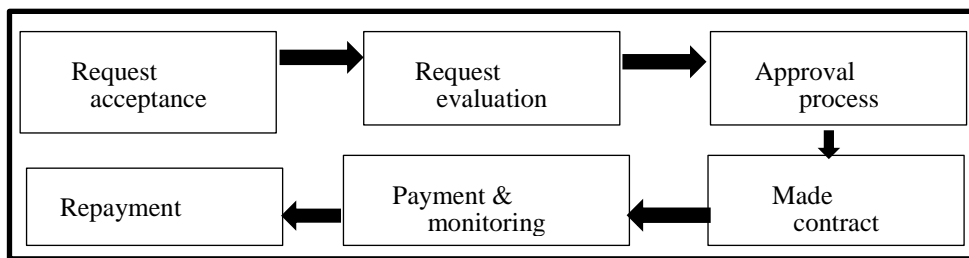 Request
acceptance
Request
evaluation
Approval
process
Made
contract
Payment &
monitoring
Repayment